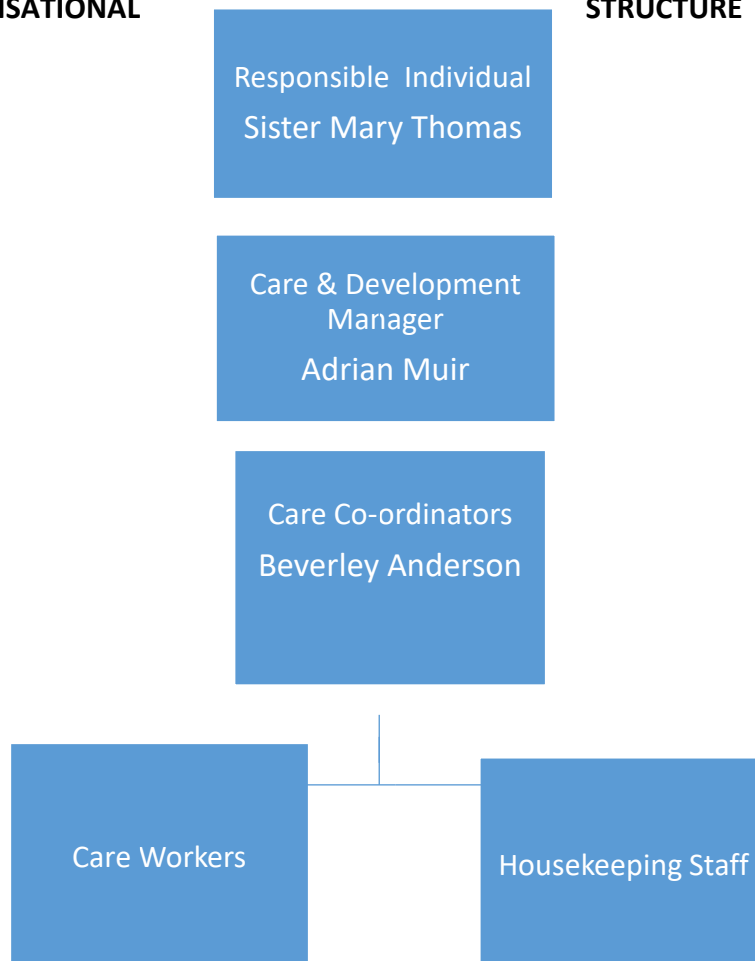 ISATIONAL STRUCTURE
Responsible Individual
Sister Mary Thomas
Care & Development
Manager
Adrian Muir
Care Co-ordinators
Beverley Anderson
Care Workers
Housekeeping Staff